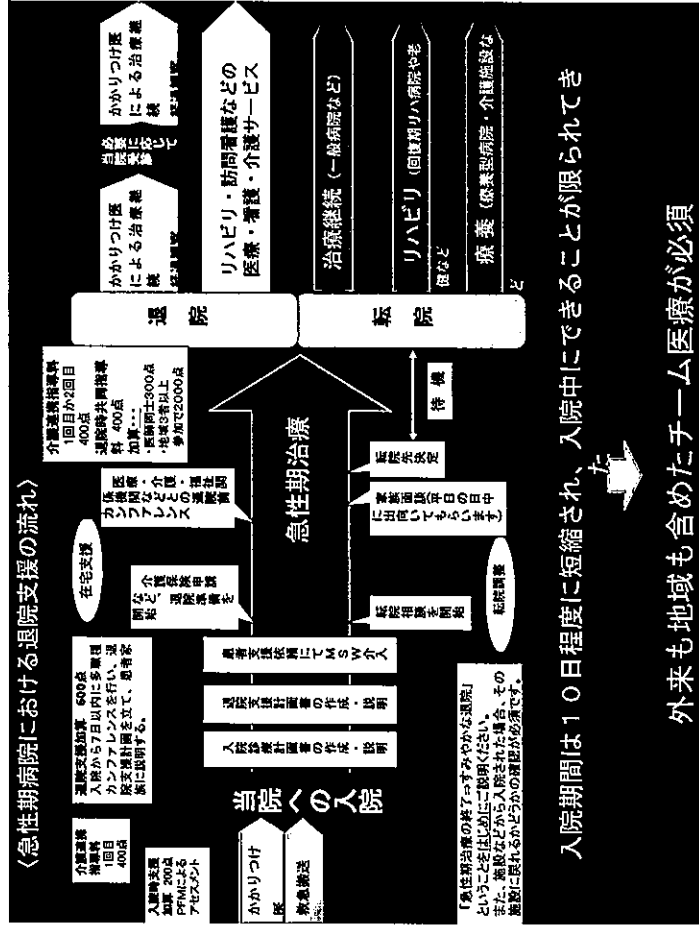 〈急性期病院における退院支援の流れ〉
介護連携
指導料
1回目
400点
退院支援加算 600点
入院から7日以内に多職種
カンファレンスを行い、退
院支援計画を立て、患者家
族に説明する。
在宅支援
介護連携指導料
1回目か2回目
400点
退院時共同指導
料 400点
加算・・・
・医師同士300点
・地域3者以上
参加で2000点
入院時支援
加算 200点
PFMによる
アセスメント
介護保険申請
など、退院準備を
開始
医療・介護・福祉関
係機関などとの退院前
カンファレンス
かかりつけ
医
救急搬送
当院への入院
入院診療計画書の作成・説明
退院支援計画書の作成・説明
患者支援依頼にてMSW介入
急性期治療
退院
転院
かかりつけ医
による治療継
続
必要に応じて
当院受診
かかりつけ医
による治療継
続
リハビリ・訪問看護などの
医療・看護・介護サービス
治療継続（一般病院など）
リハビリ（回復期リハ病院や老
健など
療養（療養型病院・介護施設な
ど
転院相談を
開始
家族面談（平日の日中
に出向いてもらいます）
転院先決定
待機
転院調整
「急性期治療の終了⇒すみやかな退院」
ということをはじめにご説明ください。
また、施設などから入院された場合、その
施設に戻れるかどうかの確認が必須です。
入院期間は１０日程度に短縮され、入院中にできることが限られてき
た
外来も地域も含めたチーム医療が必須